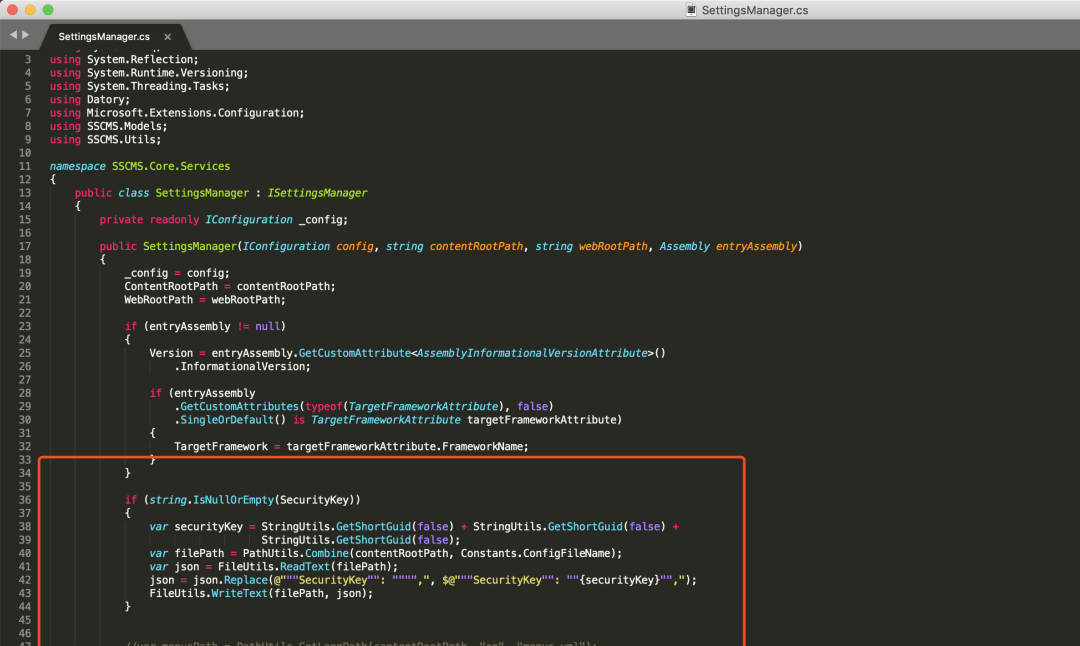 SettingsManager.cs
SettingsManager.cs ×
3 using System.Reflection;
4 using System.Runtime.Versioning;
5 using System.Threading.Tasks;
6 using Datory;
7 using Microsoft.Extensions.Configuration;
8 using SSCMS.Models;
9 using SSCMS.Utils;
10
11 namespace SSCMS.Core.Services
12 {
13 public class SettingsManager : ISettingsManager
14 {
15 private readonly IConfiguration _config;
16
17 public SettingsManager(IConfiguration config, string contentRootPath, string webRootPath, Assembly entryAssembly)
18 {
19 _config = config;
20 ContentRootPath = contentRootPath;
21 WebRootPath = webRootPath;
22
23 if (entryAssembly != null)
24 {
25 Version = entryAssembly.GetCustomAttribute<AssemblyInformationalVersionAttribute>()
26 .InformationalVersion;
27
28 if (entryAssembly
29 .GetCustomAttributes(typeof(TargetFrameworkAttribute), false)
30 .SingleOrDefault() is TargetFrameworkAttribute targetFrameworkAttribute)
31 {
32 TargetFramework = targetFrameworkAttribute.FrameworkName;
33 }
34 }
35
36 if (string.IsNullOrEmpty(SecurityKey))
37 {
38 var securityKey = StringUtils.GetShortGuid(false) + StringUtils.GetShortGuid(false) +
39 StringUtils.GetShortGuid(false);
40 var filePath = PathUtils.Combine(contentRootPath, Constants.ConfigFileName);
41 var json = FileUtils.ReadText(filePath);
42 json = json.Replace(@"""SecurityKey"": """",", $@"""SecurityKey"": ""{securityKey}"",");
43 FileUtils.WriteText(filePath, json);
44 }
45
46
47 //var menusPath = PathUtils.GetLangPath(contentRootPath, "en", "menus.yml");